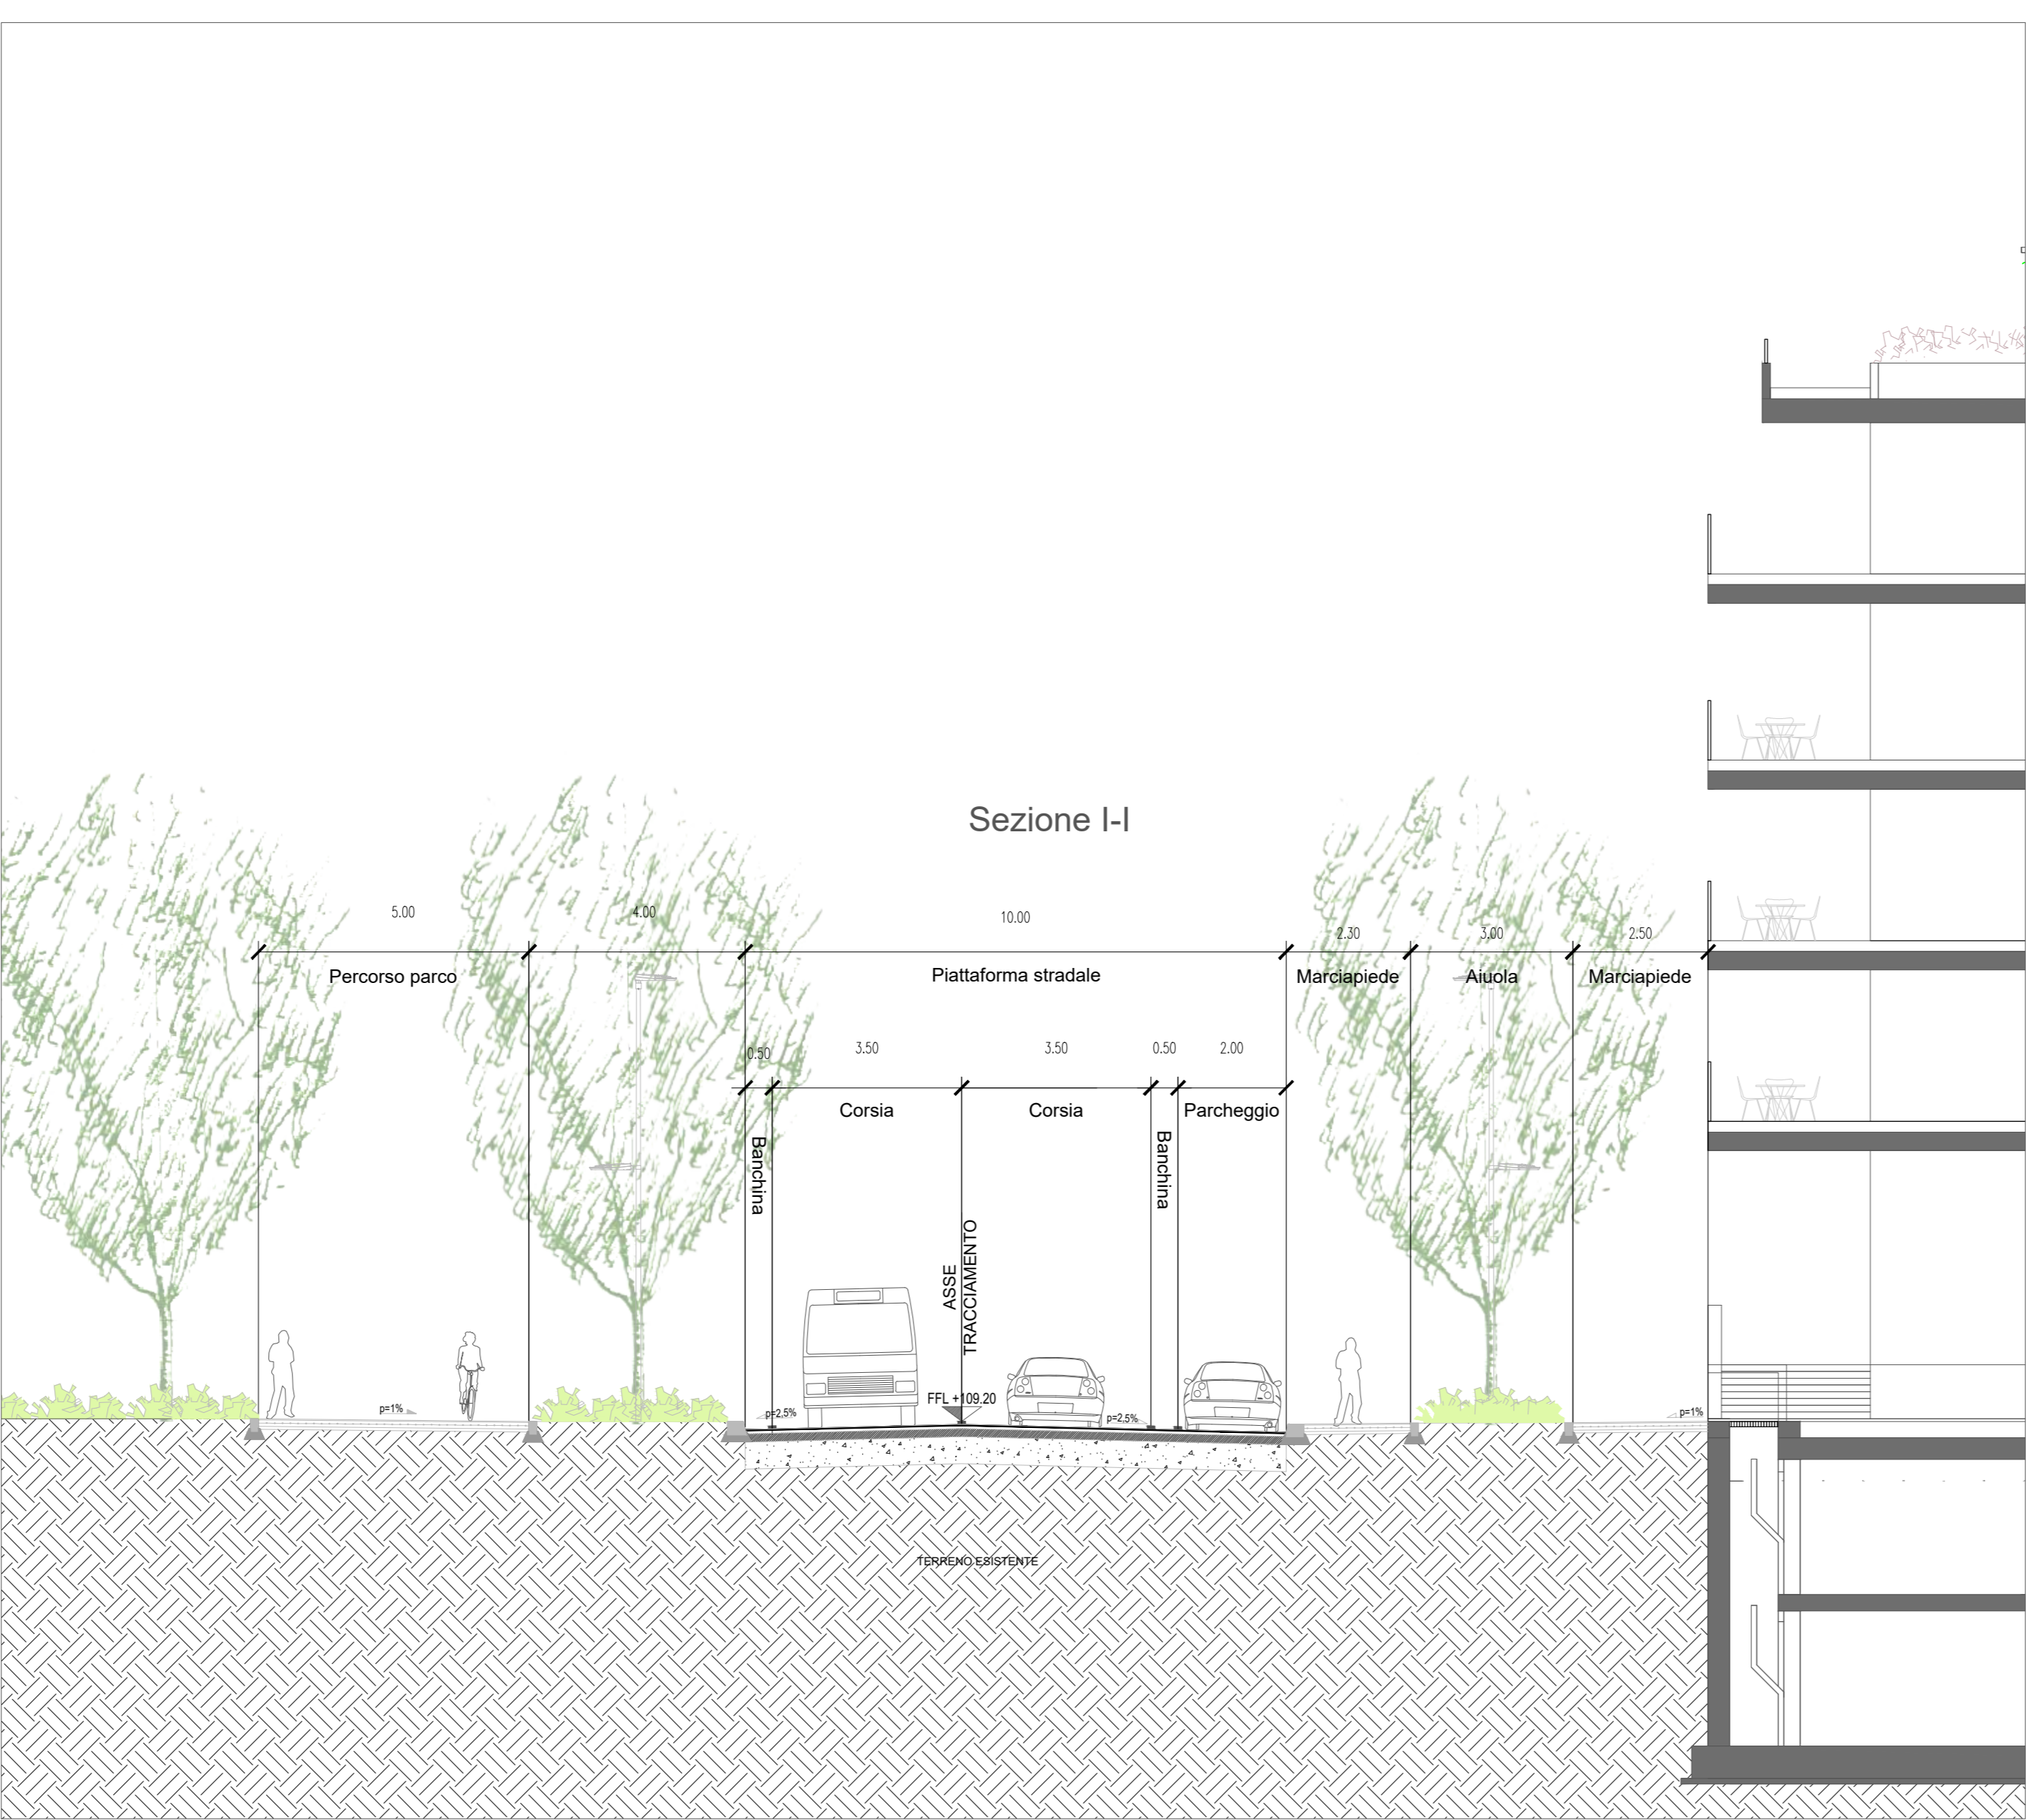 Sezione I-I
5.00
4.00
10.00
2.30
3.00
2.50
Percorso parco
Piattaforma stradale
Marciapiede
Aiuola
Marciapiede
0.50
3.50
3.50
0.50
2.00
Corsia
Corsia
Parcheggio
Banchina
Banchina
ASSE
TRACCIAMENTO
FFL +109.20
p=1%
p=2,5%
p=2,5%
p=1%
TERRENO ESISTENTE